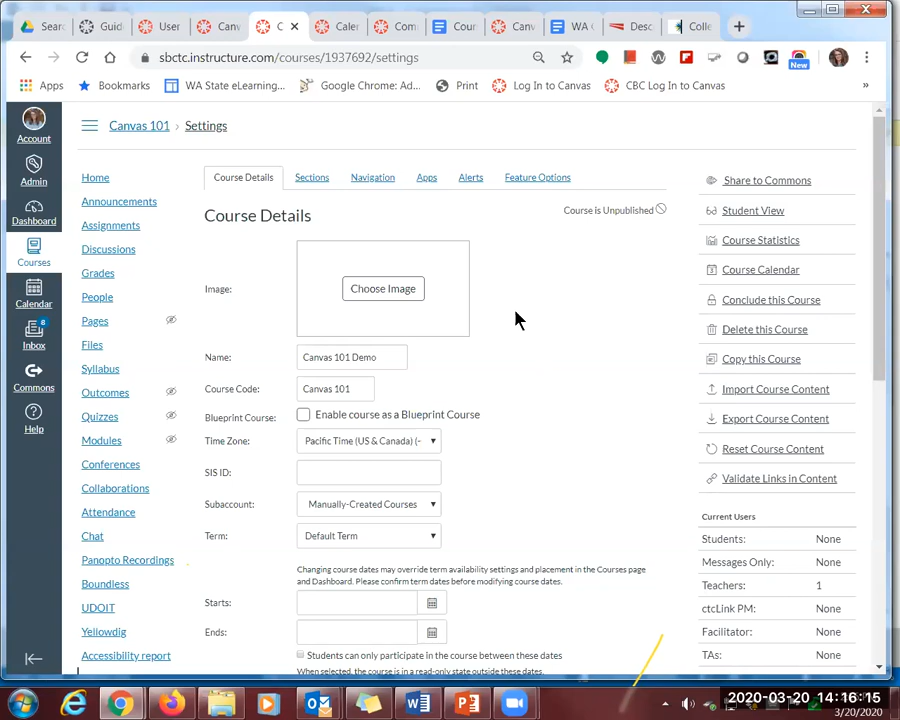 Searc
Guid
User
Canv
C
Caler
Com
Cour
Canv
WA
Descr
Colle
sbctc.instructure.com/courses/1937692/settings
New
Apps
Bookmarks
WA State eLearning...
Google Chrome: Ad...
Print
Log In to Canvas
CBC Log In to Canvas
»
Account
Admin
Dashboard
Courses
Calendar
8
Inbox
Commons
Help
Canvas 101 › Settings
Home
Announcements
Assignments
Discussions
Grades
People
Pages
Files
Syllabus
Outcomes
Quizzes
Modules
Conferences
Collaborations
Attendance
Chat
Panopto Recordings
Boundless
UDOIT
Yellowdig
Accessibility report
Course Details
Sections
Navigation
Apps
Alerts
Feature Options
Course Details
Course is Unpublished
Image:
Choose Image
Name:
Canvas 101 Demo
Course Code:
Canvas 101
Blueprint Course:
Enable course as a Blueprint Course
Time Zone:
Pacific Time (US & Canada) (-
SIS ID:
Subaccount:
Manually-Created Courses
Term:
Default Term
Changing course dates may override term availability settings and placement in the Courses page
and Dashboard. Please confirm term dates before modifying course dates.
Starts:
Ends:
Students can only participate in the course between these dates
When selected, the course is in a read-only state outside these dates.
Share to Commons
Student View
Course Statistics
Course Calendar
Conclude this Course
Delete this Course
Copy this Course
Import Course Content
Export Course Content
Reset Course Content
Validate Links in Content
Current Users
Students: None
Messages Only: None
Teachers: 1
ctcLink PM: None
Facilitator: None
TAs: None
2020-03-20 14:16:15
3/20/2020